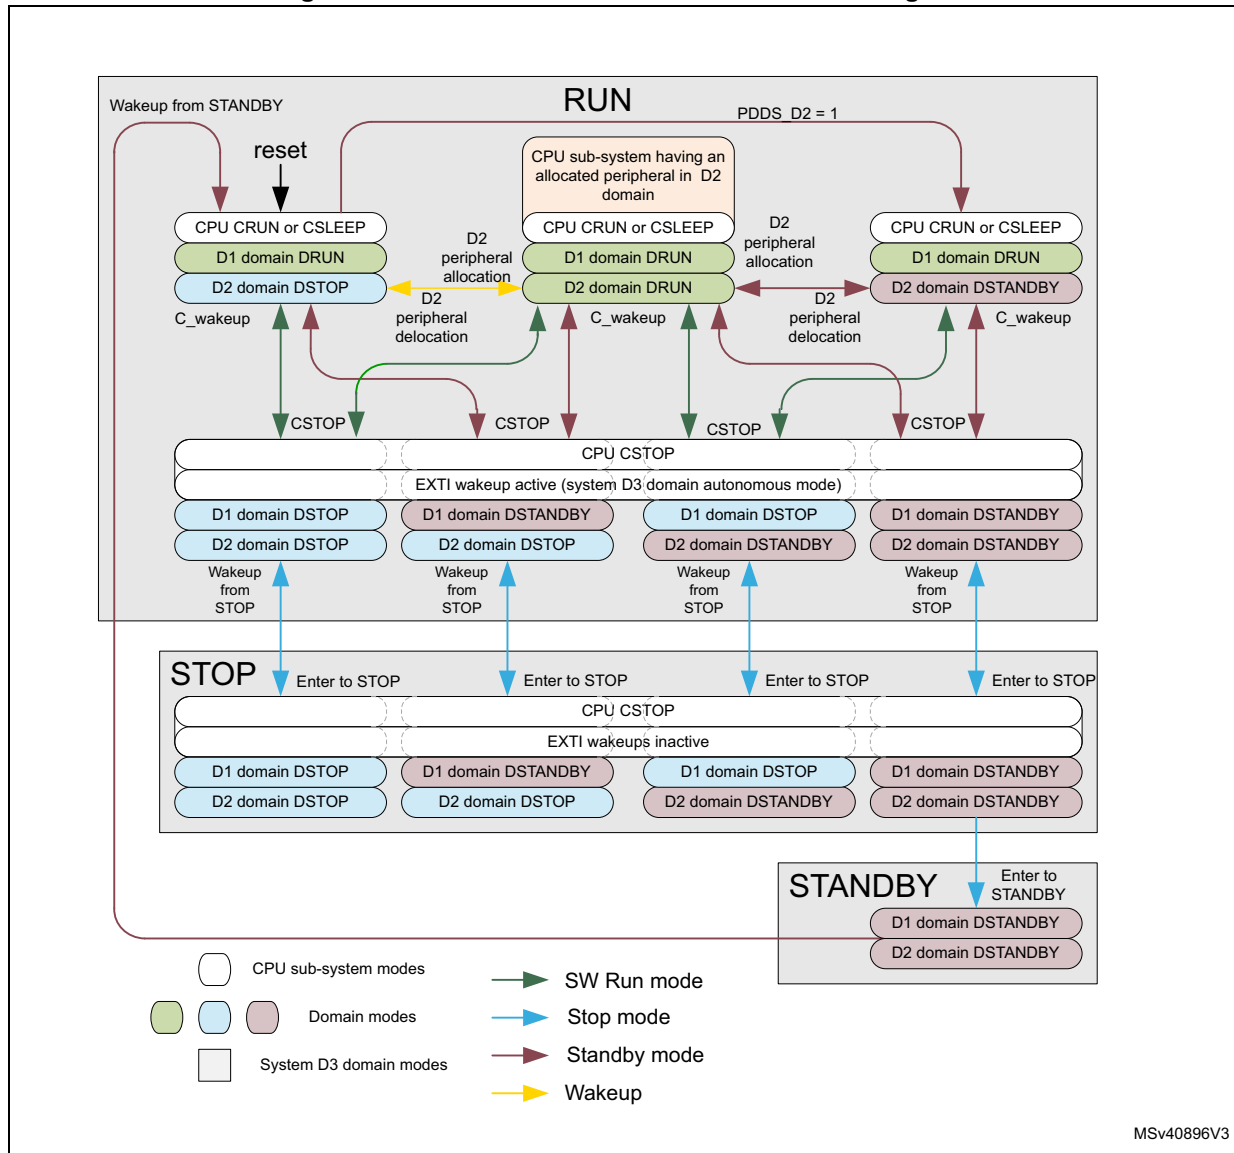 Wakeup from STANDBY
RUN
PDDS_D2 = 1
reset
CPU sub-system having an
allocated peripheral in D2
domain
CPU CRUN or CSLEEP
D1 domain DRUN
D2 domain DSTOP
D2
peripheral
allocation
D2
peripheral
delocation
CPU CRUN or CSLEEP
D1 domain DRUN
D2 domain DRUN
D2
peripheral
allocation
D2
peripheral
delocation
CPU CRUN or CSLEEP
D1 domain DRUN
D2 domain DSTANDBY
C_wakeup
C_wakeup
C_wakeup
CSTOP
CSTOP
CSTOP
CSTOP
CPU CSTOP
EXTI wakeup active (system D3 domain autonomous mode)
D1 domain DSTOP
D2 domain DSTOP
D1 domain DSTANDBY
D2 domain DSTOP
D1 domain DSTOP
D2 domain DSTANDBY
D1 domain DSTANDBY
D2 domain DSTANDBY
Wakeup
from
STOP
Wakeup
from
STOP
Wakeup
from
STOP
Wakeup
from
STOP
STOP
Enter to STOP
Enter to STOP
Enter to STOP
Enter to STOP
CPU CSTOP
EXTI wakeups inactive
D1 domain DSTOP
D2 domain DSTOP
D1 domain DSTANDBY
D2 domain DSTOP
D1 domain DSTOP
D2 domain DSTANDBY
D1 domain DSTANDBY
D2 domain DSTANDBY
STANDBY
Enter to
STANDBY
D1 domain DSTANDBY
D2 domain DSTANDBY
CPU sub-system modes
Domain modes
System D3 domain modes
SW Run mode
Stop mode
Standby mode
Wakeup
MSv40896V3